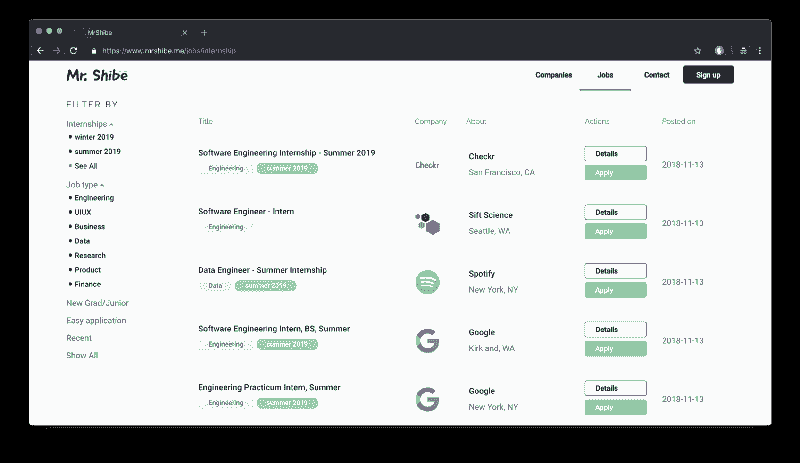 MrShibe
https://www.mrshibe.me/jobs/internship
Mr. Shibe
Companies Jobs Contact Sign up
FILTER BY
Internships
winter 2019
summer 2019
See All
Job type
Engineering
UIUX
Business
Data
Research
Product
Finance
New Grad/Junior
Easy application
Recent
Show All
Title Company About Actions Posted on
Software Engineering Internship - Summer 2019
Engineering summer 2019
Checkr
Checkr
San Francisco, CA
Details
Apply
2018-11-13
Software Engineer - Intern
Engineering
Sift Science
Seattle, WA
Details
Apply
2018-11-13
Data Engineer - Summer Internship
Data summer 2019
Spotify
New York, NY
Details
Apply
2018-11-13
Software Engineering Intern, BS, Summer
Engineering summer 2019
Google
Kirkland, WA
Details
Apply
2018-11-13
Engineering Practicum Intern, Summer
Engineering summer 2019
Google
New York, NY
Details
Apply
2018-11-13